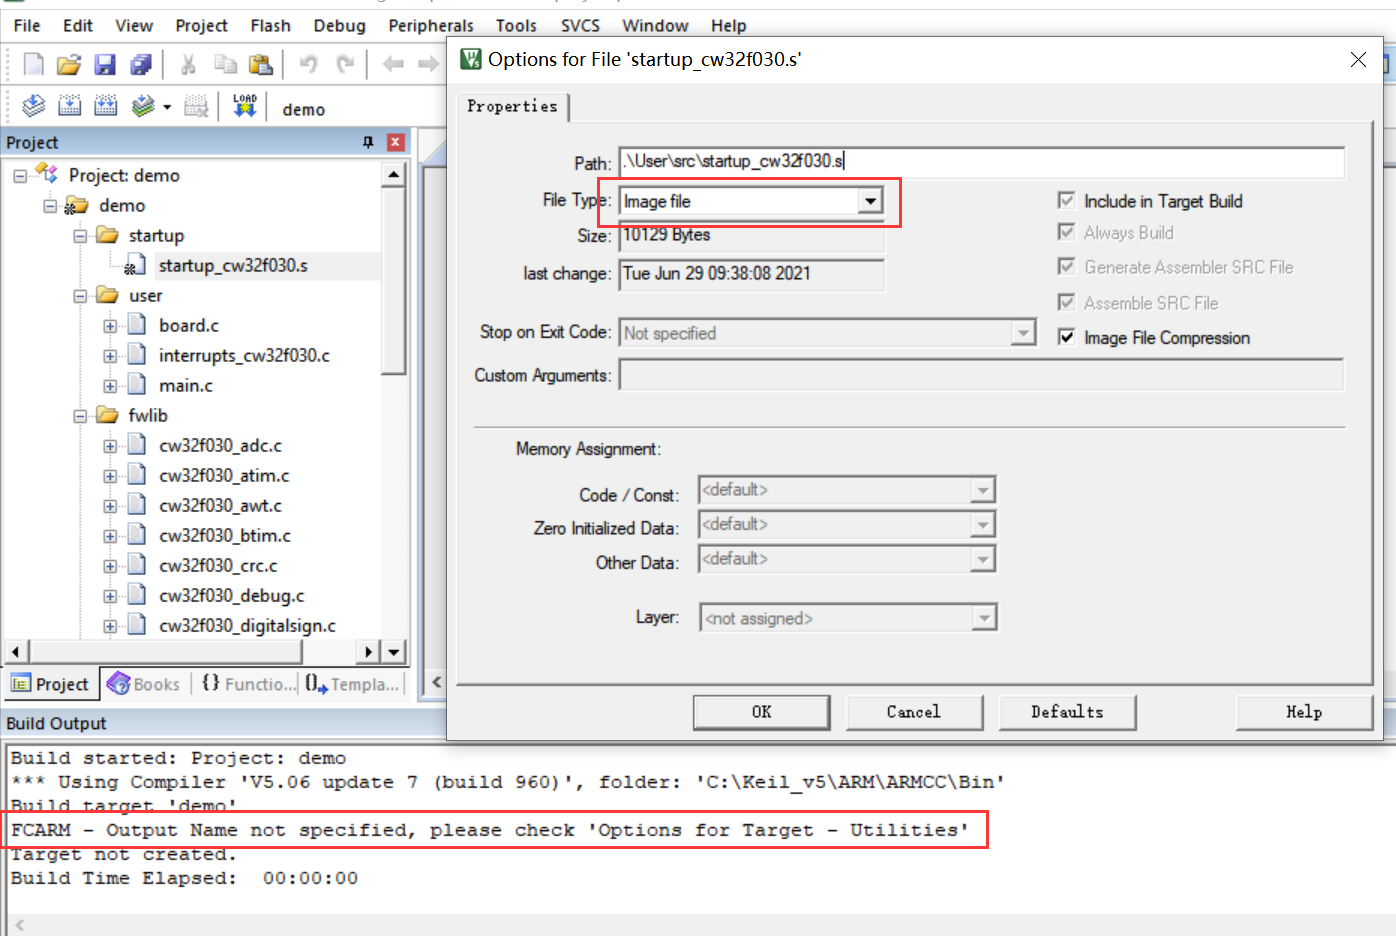 File Edit View Project Flash Debug Peripherals Tools SVCS Window Help
LOAD
demo
Project
Project: demo
demo
startup
startup_cw32f030.s
user
board.c
interrupts_cw32f030.c
main.c
fwlib
cw32f030_adc.c
cw32f030_atim.c
cw32f030_awt.c
cw32f030_btim.c
cw32f030_crc.c
cw32f030_debug.c
cw32f030_digitalsign.c
Project Books {} Functio... Templa...
Options for File 'startup_cw32f030.s'
Properties
Path: .\User\src\startup_cw32f030.s
File Type: Image file
Size: 10129 Bytes
last change: Tue Jun 29 09:38:08 2021
Stop on Exit Code: Not specified
Custom Arguments:
Include in Target Build
Always Build
Generate Assembler SRC File
Assemble SRC File
Image File Compression
Memory Assignment:
Code / Const: <default>
Zero Initialized Data: <default>
Other Data: <default>
Layer: <not assigned>
OK Cancel Defaults Help
Build Output
Build started: Project: demo
*** Using Compiler 'V5.06 update 7 (build 960)', folder: 'C:\Keil_v5\ARM\ARMCC\Bin'
Build target 'demo'
FCARM - Output Name not specified, please check 'Options for Target - Utilities'
Target not created.
Build Time Elapsed: 00:00:00